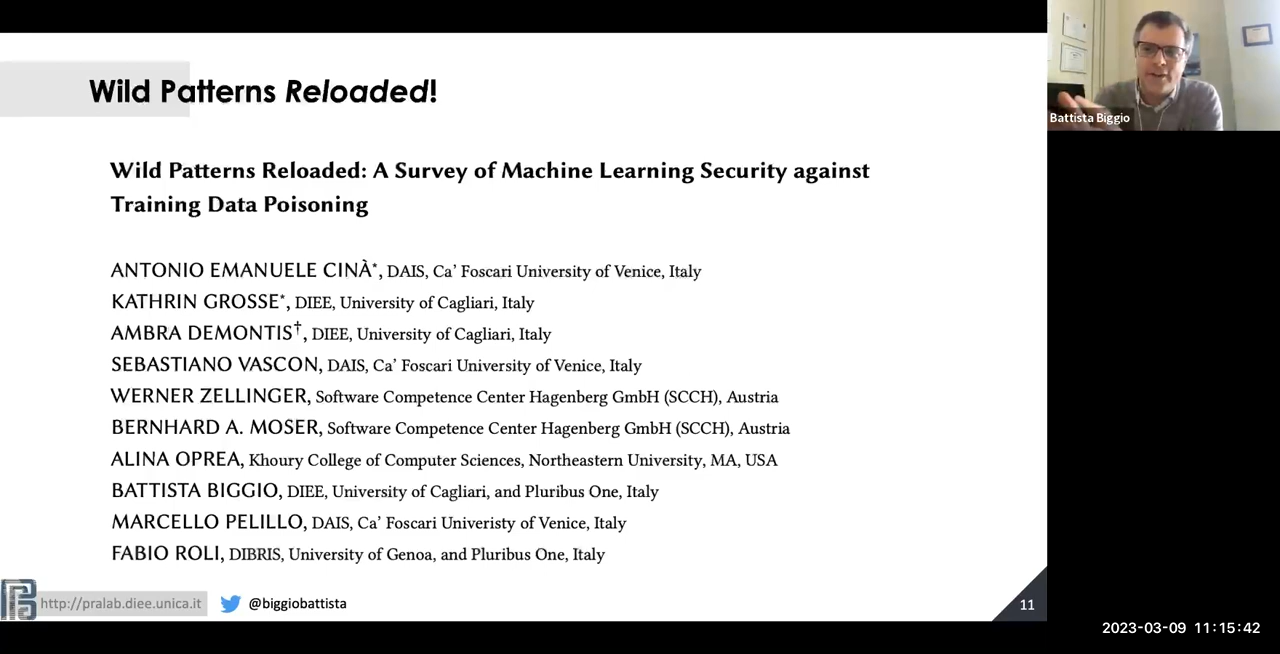 Wild Patterns Reloaded!
Battista Biggio
Wild Patterns Reloaded: A Survey of Machine Learning Security against
Training Data Poisoning
ANTONIO EMANUELE CINÀ*, DAIS, Ca' Foscari University of Venice, Italy
KATHRIN GROSSE*, DIEE, University of Cagliari, Italy
AMBRA DEMONTIS†, DIEE, University of Cagliari, Italy
SEBASTIANO VASCON, DAIS, Ca' Foscari University of Venice, Italy
WERNER ZELLINGER, Software Competence Center Hagenberg GmbH (SCCH), Austria
BERNHARD A. MOSER, Software Competence Center Hagenberg GmbH (SCCH), Austria
ALINA OPREA, Khoury College of Computer Sciences, Northeastern University, MA, USA
BATTISTA BIGGIO, DIEE, University of Cagliari, and Pluribus One, Italy
MARCELLO PELILLO, DAIS, Ca' Foscari Univeristy of Venice, Italy
FABIO ROLI, DIBRIS, University of Genoa, and Pluribus One, Italy
http://pralab.diee.unica.it @biggiobattista
11
2023-03-09 11:15:42